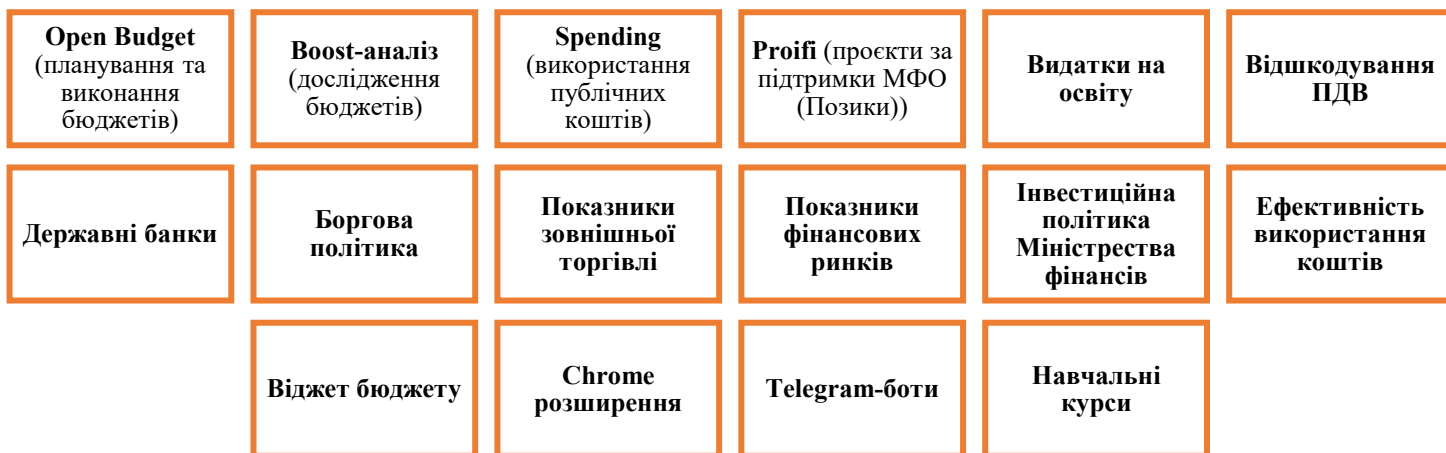 Open Budget
(планування та
виконання
бюджетів)
Boost-аналіз
(дослідження
бюджетів)
Spending
(використання
публічних
коштів)
Proifi (проєкти за
підтримки МФО
(Позики))
Видатки на
освіту
Відшкодування
ПДВ
Державні банки
Боргова
політика
Показники
зовнішньої
торгівлі
Показники
фінансових
ринків
Інвестиційна
політика
Міністрества
фінансів
Ефективність
використання
коштів
Віджет бюджету
Chrome
розширення
Telegram-боти
Навчальні
курси